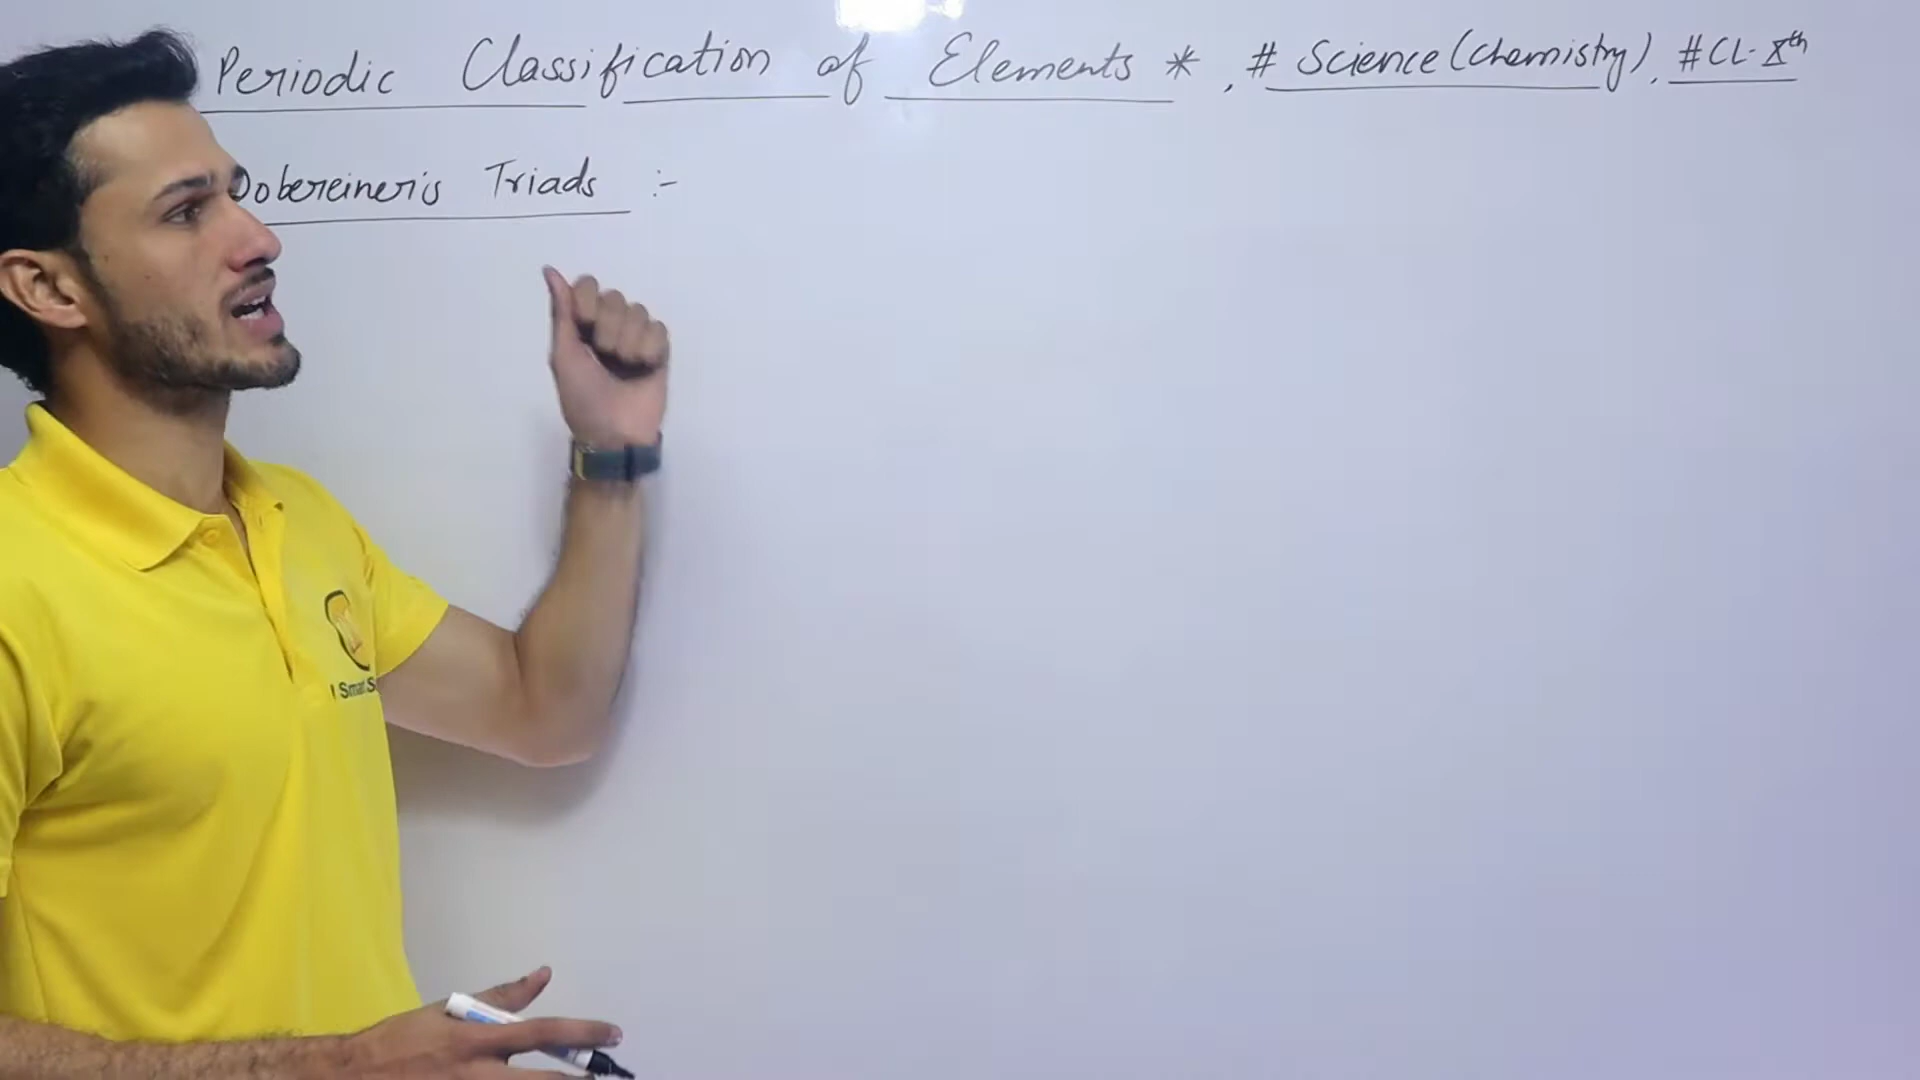 Periodic Classification of Elements *, # Science (Chemistry), # CL- Xth
Dobereiner's Triads :-